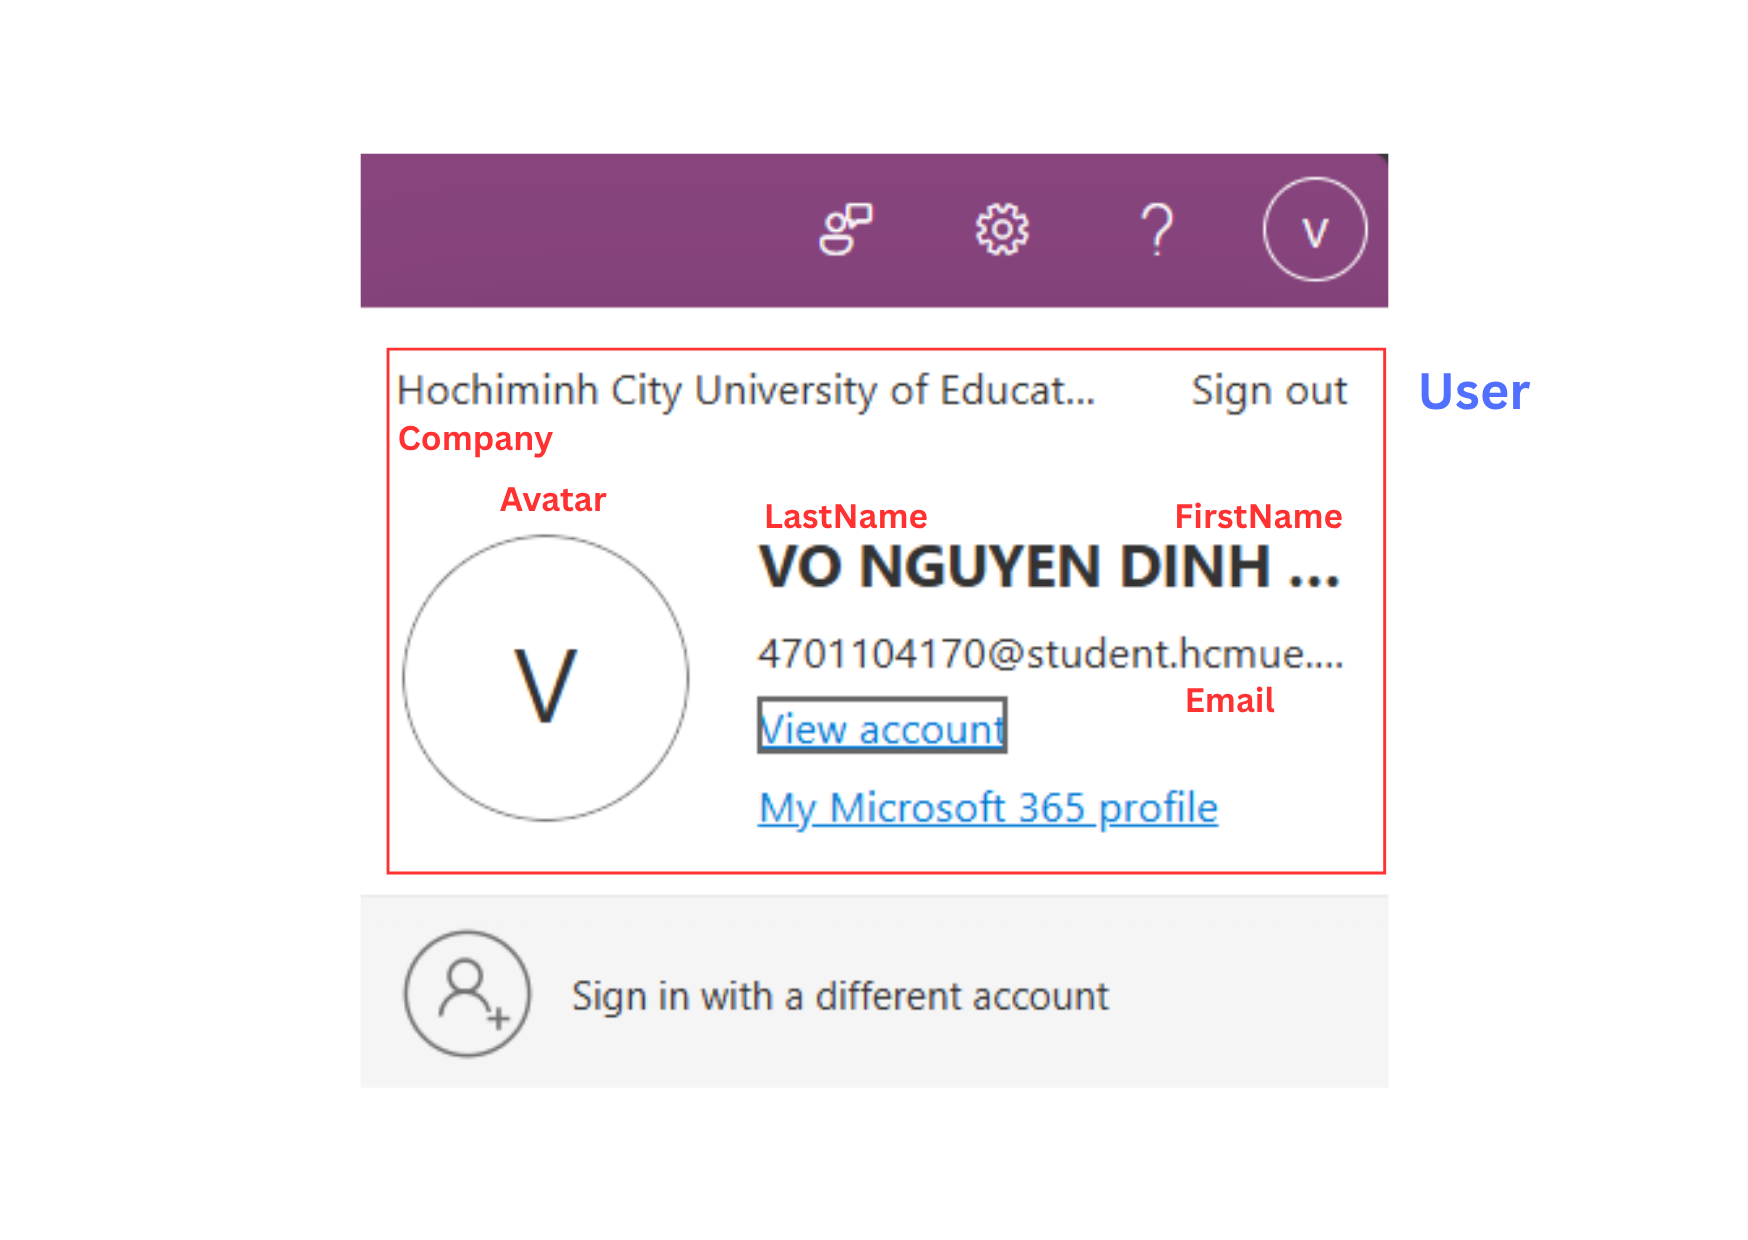 V
Hochiminh City University of Educat... Sign out
User
Company
Avatar
LastName FirstName
VO NGUYEN DINH ...
V
4701104170@student.hcmue....
Email
View account
My Microsoft 365 profile
Sign in with a different account